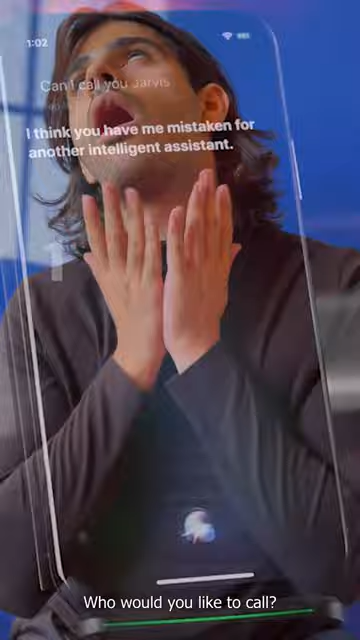 1:02
Can I call you Jarvis
I think you have me mistaken for
another intelligent assistant.
1
Who would you like to call?